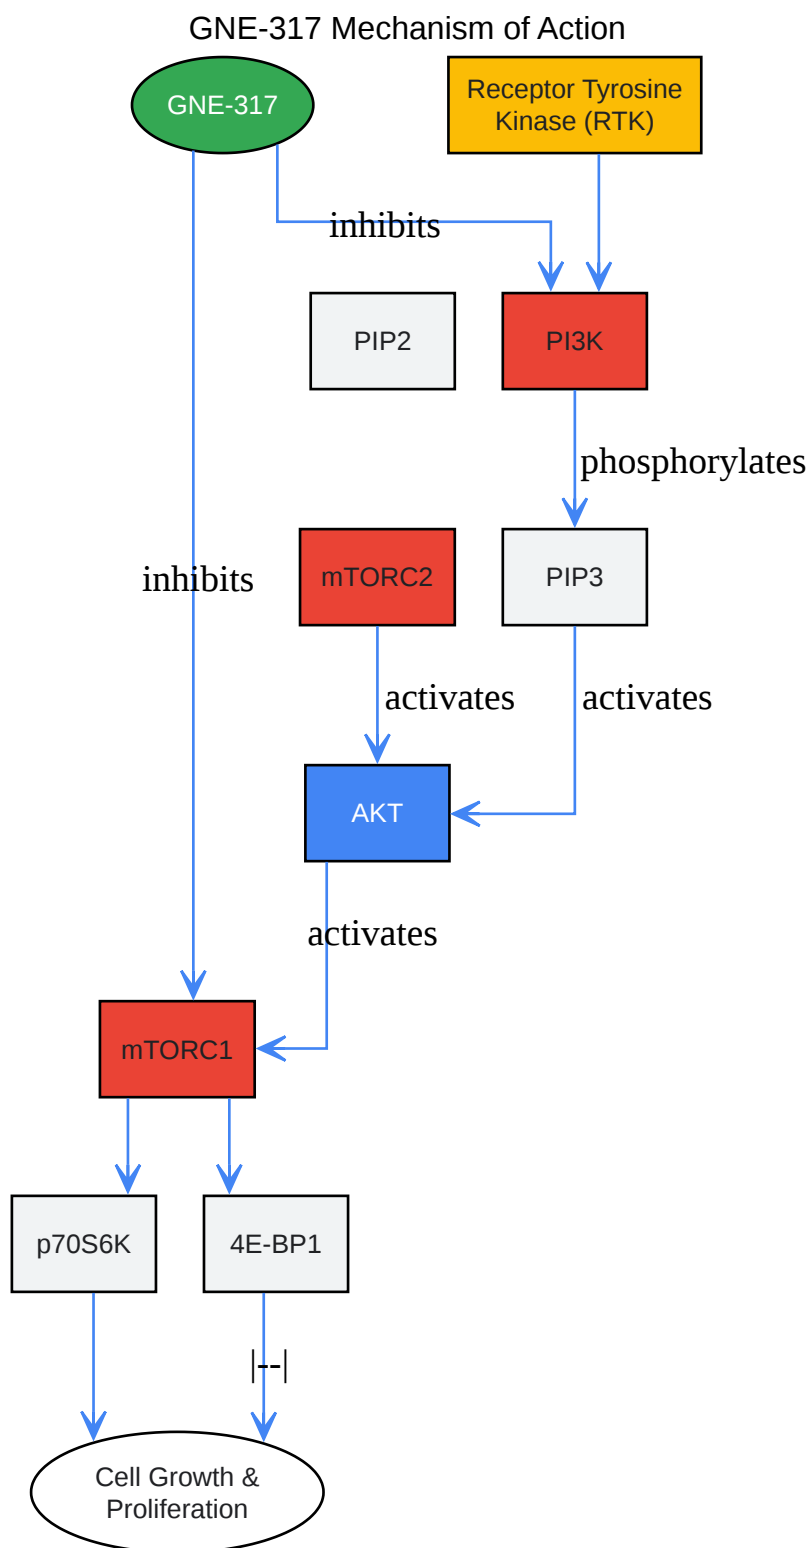 GNE-317 Mechanism of Action
GNE-317
Receptor Tyrosine
Kinase (RTK)
inhibits
PIP2
PI3K
phosphorylates
inhibits
mTORC2
PIP3
activates
activates
AKT
activates
mTORC1
p70S6K
4E-BP1
|--|
Cell Growth &
Proliferation